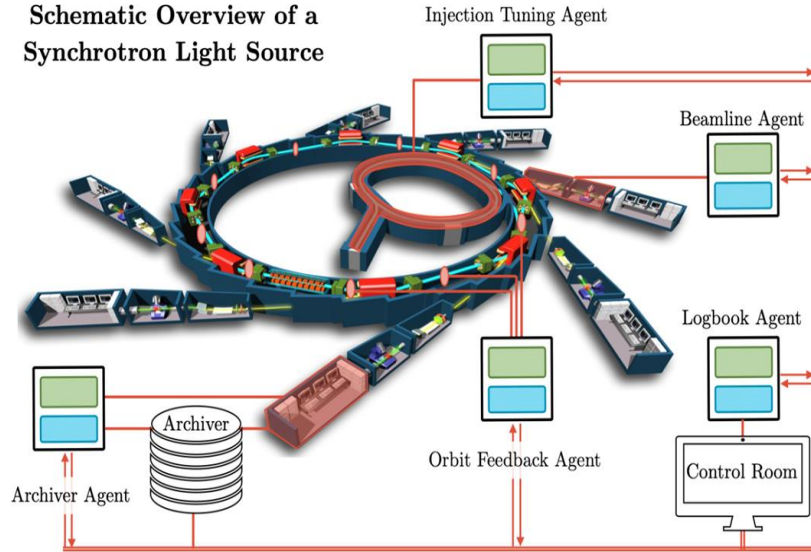 Schematic Overview of a
Synchrotron Light Source
Injection Tuning Agent
Beamline Agent
Logbook Agent
Archiver
Orbit Feedback Agent
Control Room
Archiver Agent